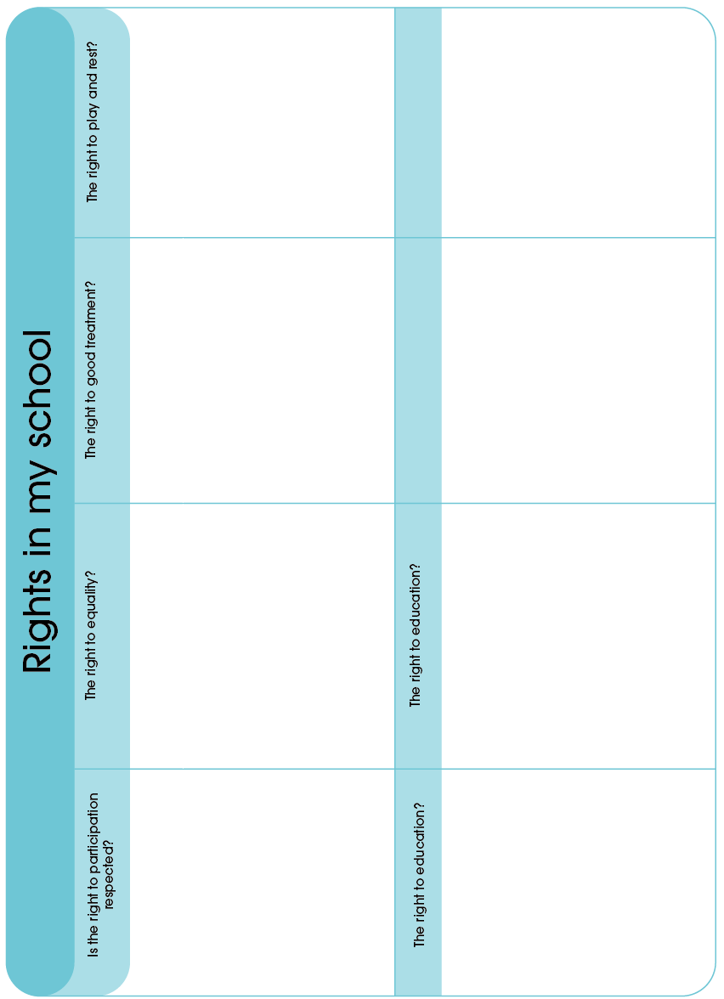 Rights in my school
Is the right to participation
respected?
The right to equality?
The right to good treatment?
The right to play and rest?
The right to education?
The right to education?